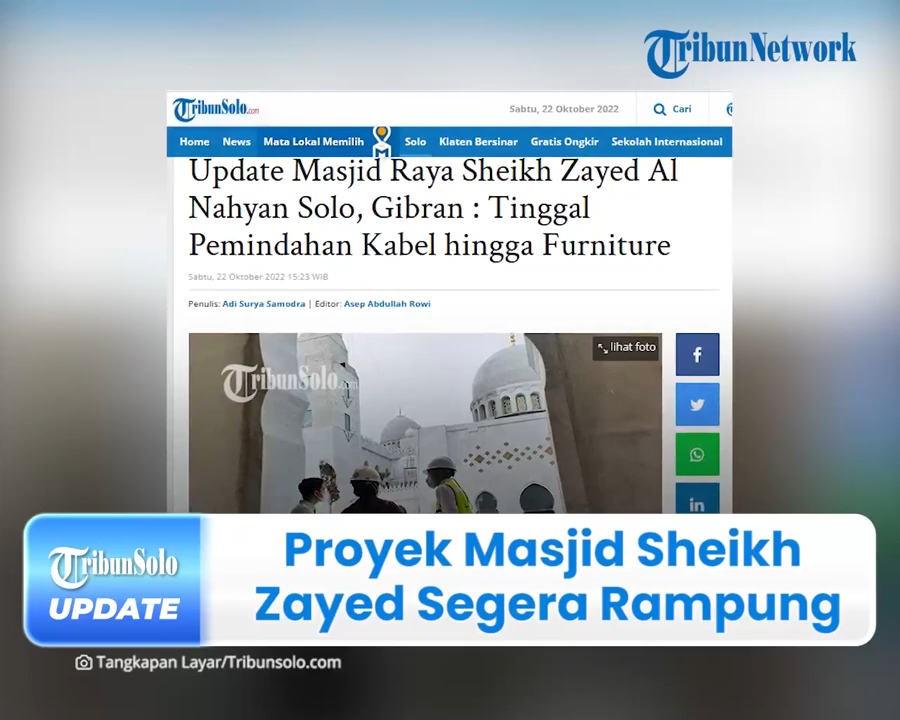 TribunNetwork
TribunSolo.com
Sabtu, 22 Oktober 2022
Cari
Home News Mata Lokal Memilih Solo Klaten Bersinar Gratis Ongkir Sekolah Internasional
Update Masjid Raya Sheikh Zayed Al
Nahyan Solo, Gibran : Tinggal
Pemindahan Kabel hingga Furniture
Sabtu, 22 Oktober 2022 15:23 WIB
Penulis: Adi Surya Samodra | Editor: Asep Abdullah Rowi
lihat foto
TribunSolo.com
TribunSolo
UPDATE
Proyek Masjid Sheikh
Zayed Segera Rampung
Tangkapan Layar/Tribunsolo.com